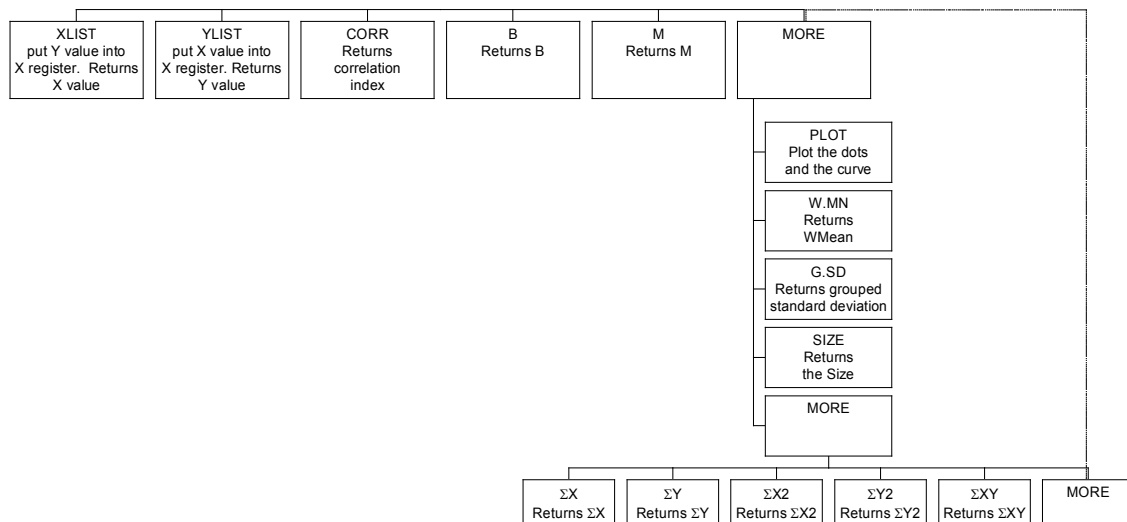 XLIST
put Y value into
X register.  Returns
X value
YLIST
put X value into
X register. Returns
Y value
CORR
Returns
correlation
index
B
Returns B
M
Returns M
MORE
PLOT
Plot the dots
and the curve
W.MN
Returns
WMean
G.SD
Returns grouped
standard deviation
SIZE
Returns
the Size
MORE
ΣX
Returns ΣX
ΣY
Returns ΣY
ΣX2
Returns ΣX2
ΣY2
Returns ΣY2
ΣXY
Returns ΣXY
MORE